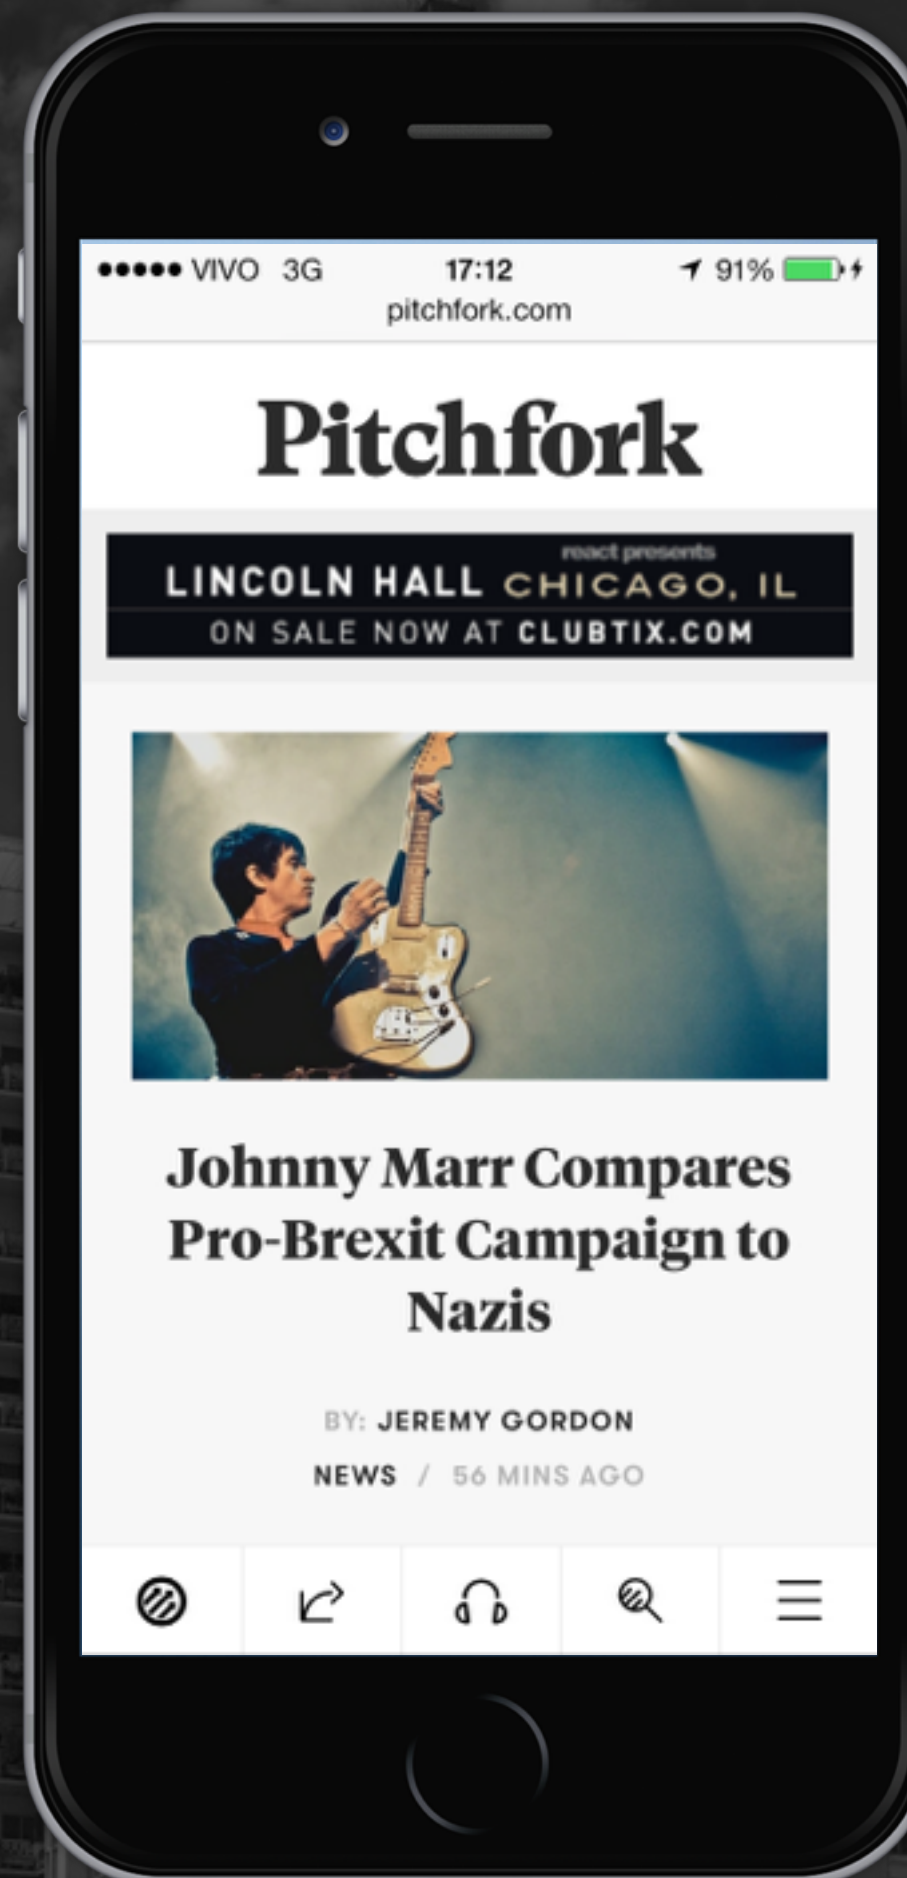 VIVO 3G 17:12 91%
pitchfork.com
Pitchfork
react presents
LINCOLN HALL CHICAGO, IL
ON SALE NOW AT CLUBTIX.COM
Johnny Marr Compares
Pro-Brexit Campaign to
Nazis
BY: JEREMY GORDON
NEWS / 56 MINS AGO